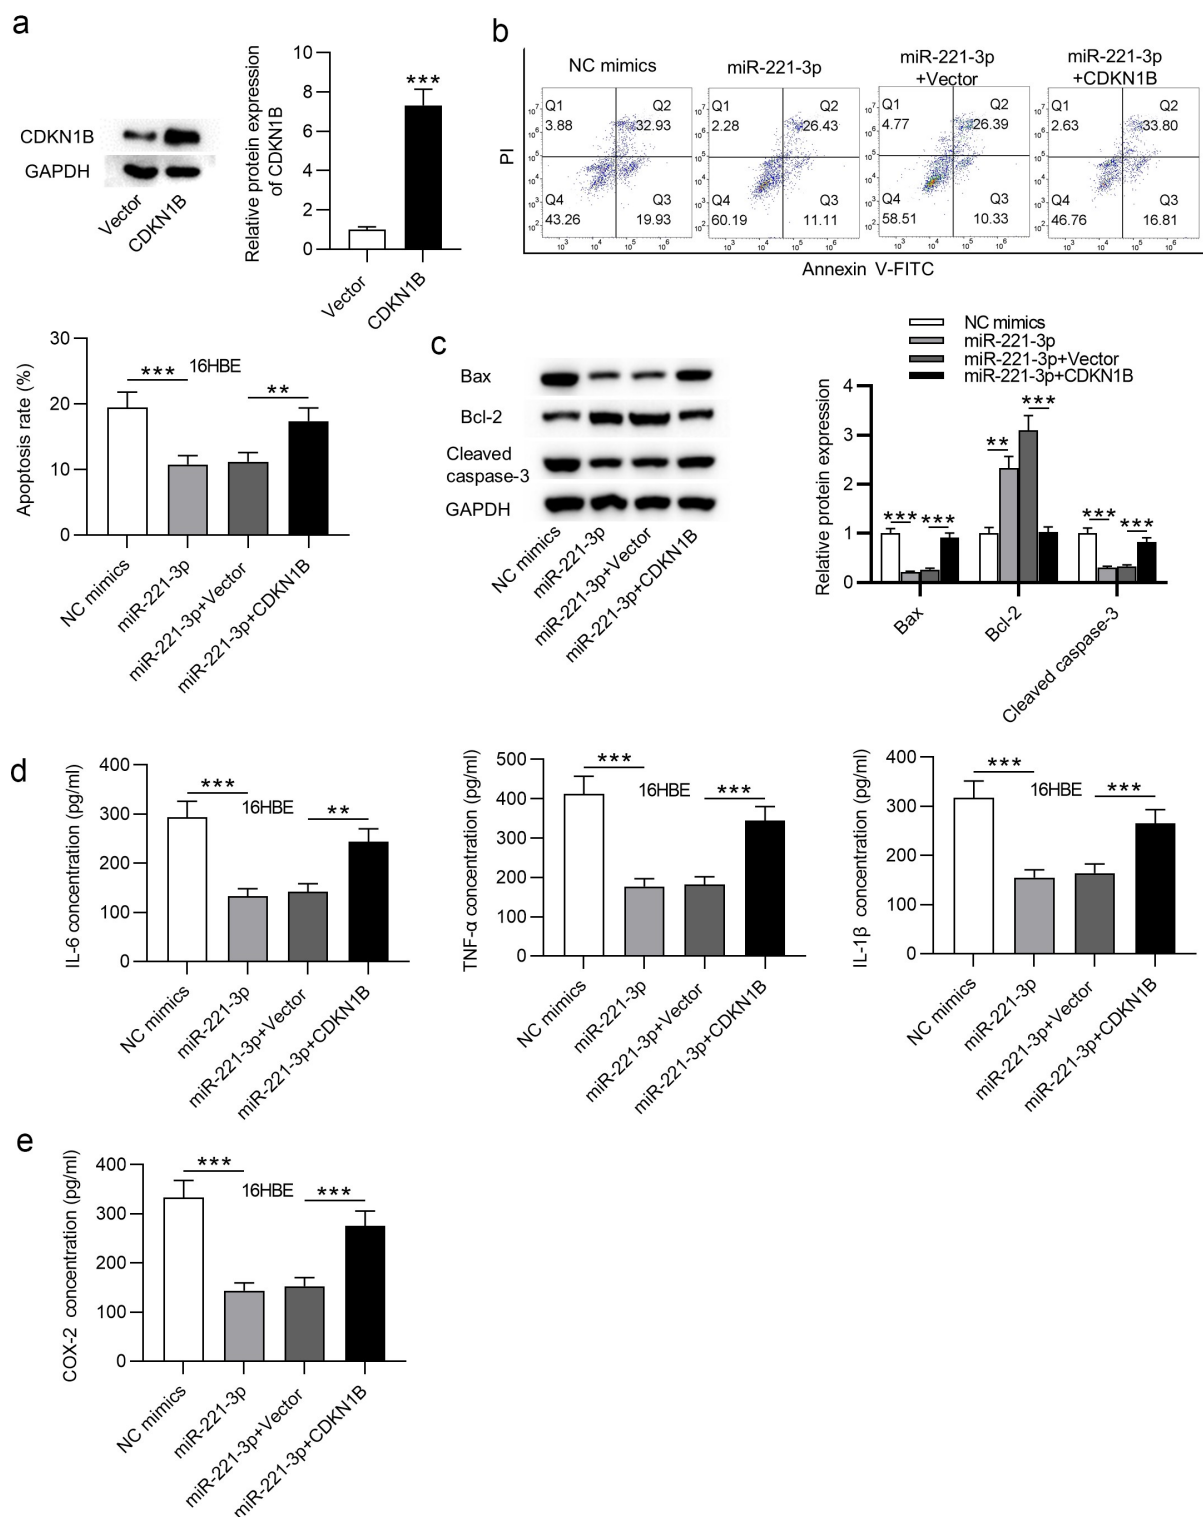 a
CDKN1B
GAPDH
Vector
CDKN1B
Relative protein expression
of CDKN1B
10
8
6
4
2
0
***
Vector
CDKN1B
b
NC mimics
miR-221-3p
miR-221-3p
+Vector
miR-221-3p
+CDKN1B
PI
Q1
3.88
Q2
32.93
Q4
43.26
Q3
19.93
Q1
2.28
Q2
26.43
Q4
60.19
Q3
11.11
Q1
4.77
Q2
26.39
Q4
58.51
Q3
10.33
Q1
2.63
Q2
33.80
Q4
46.76
Q3
16.81
Annexin V-FITC
Apoptosis rate (%)
30
20
10
0
***
16HBE
**
NC mimics
miR-221-3p
miR-221-3p+Vector
miR-221-3p+CDKN1B
c
Bax
Bcl-2
Cleaved
caspase-3
GAPDH
NC mimics
miR-221-3p
miR-221-3p+Vector
miR-221-3p+CDKN1B
NC mimics
miR-221-3p
miR-221-3p+Vector
miR-221-3p+CDKN1B
Relative protein expression
4
3
2
1
0
*** ***
** ***
*** ***
Bax
Bcl-2
Cleaved caspase-3
d
IL-6 concentration (pg/ml)
400
300
200
100
0
***
16HBE
**
NC mimics
miR-221-3p
miR-221-3p+Vector
miR-221-3p+CDKN1B
TNF-α concentration (pg/ml)
500
400
300
200
100
0
***
16HBE
***
NC mimics
miR-221-3p
miR-221-3p+Vector
miR-221-3p+CDKN1B
IL-1β concentration (pg/ml)
400
300
200
100
0
***
16HBE
***
NC mimics
miR-221-3p
miR-221-3p+Vector
miR-221-3p+CDKN1B
e
COX-2 concentration (pg/ml)
400
300
200
100
0
***
16HBE
***
NC mimics
miR-221-3p
miR-221-3p+Vector
miR-221-3p+CDKN1B